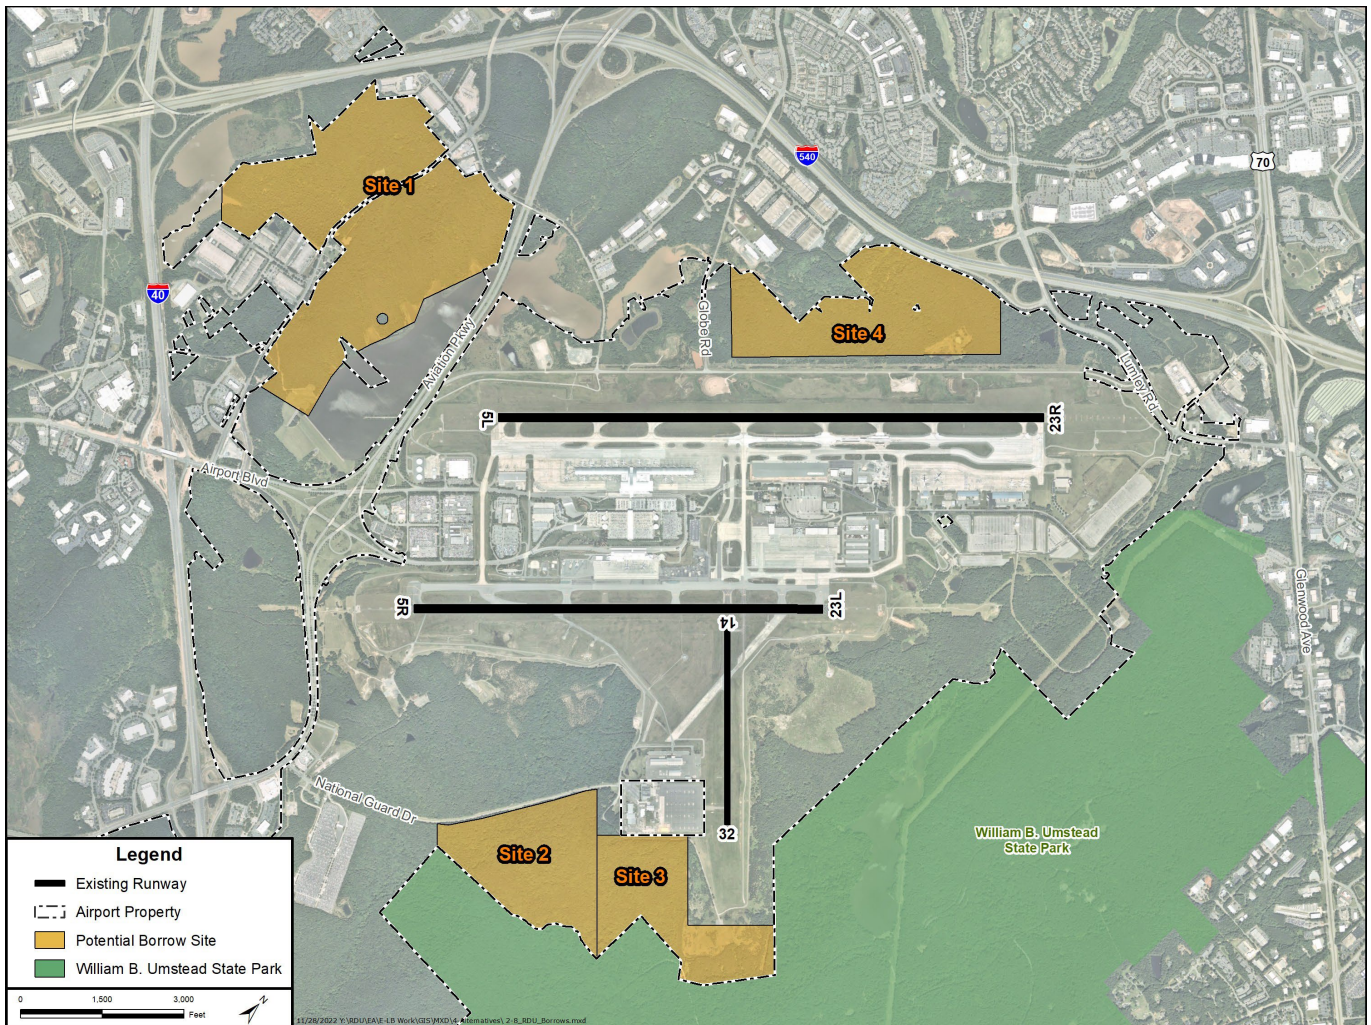 540
70
Site 1
40
Globe Rd
Site 4
Aviation Pkwy
Lumley Rd
5L
23R
Airport Blvd
5R
23L
14
Glenwood Ave
National Guard Dr
32
William B. Umstead
State Park
Site 2
Site 3
Legend
Existing Runway
Airport Property
Potential Borrow Site
William B. Umstead State Park
0 1,500 3,000
Feet
N